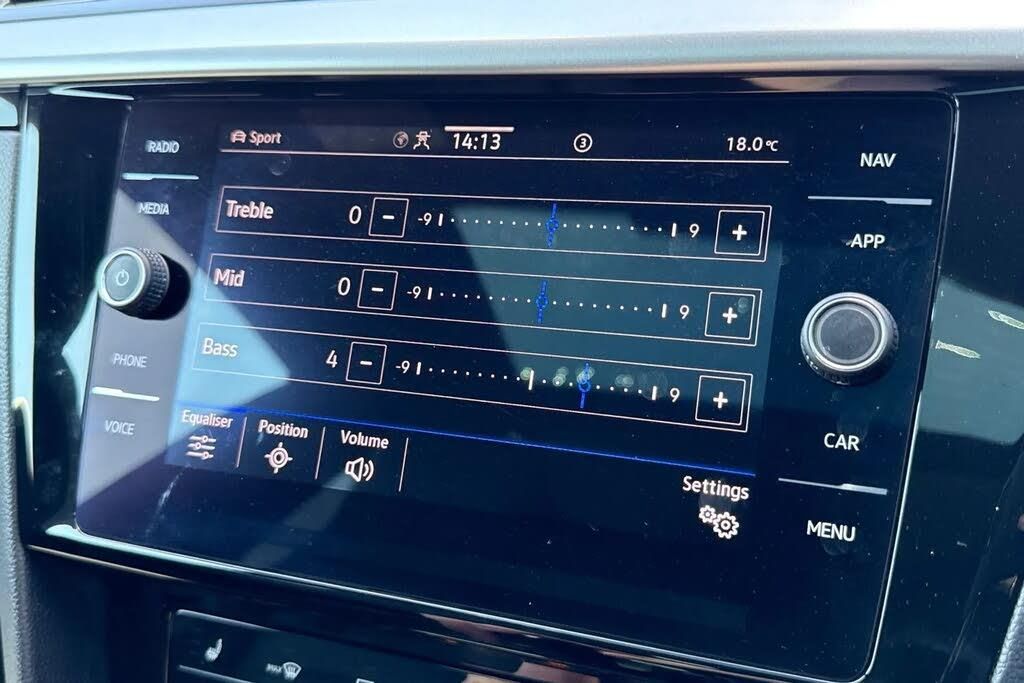 RADIO
MEDIA
PHONE
VOICE
Sport
14:13
3
18.0°C
Treble 0 - -9 9 +
Mid 0 - -9 9 +
Bass 4 - -9 9 +
Equaliser
Position
Volume
Settings
NAV
APP
CAR
MENU
MAX